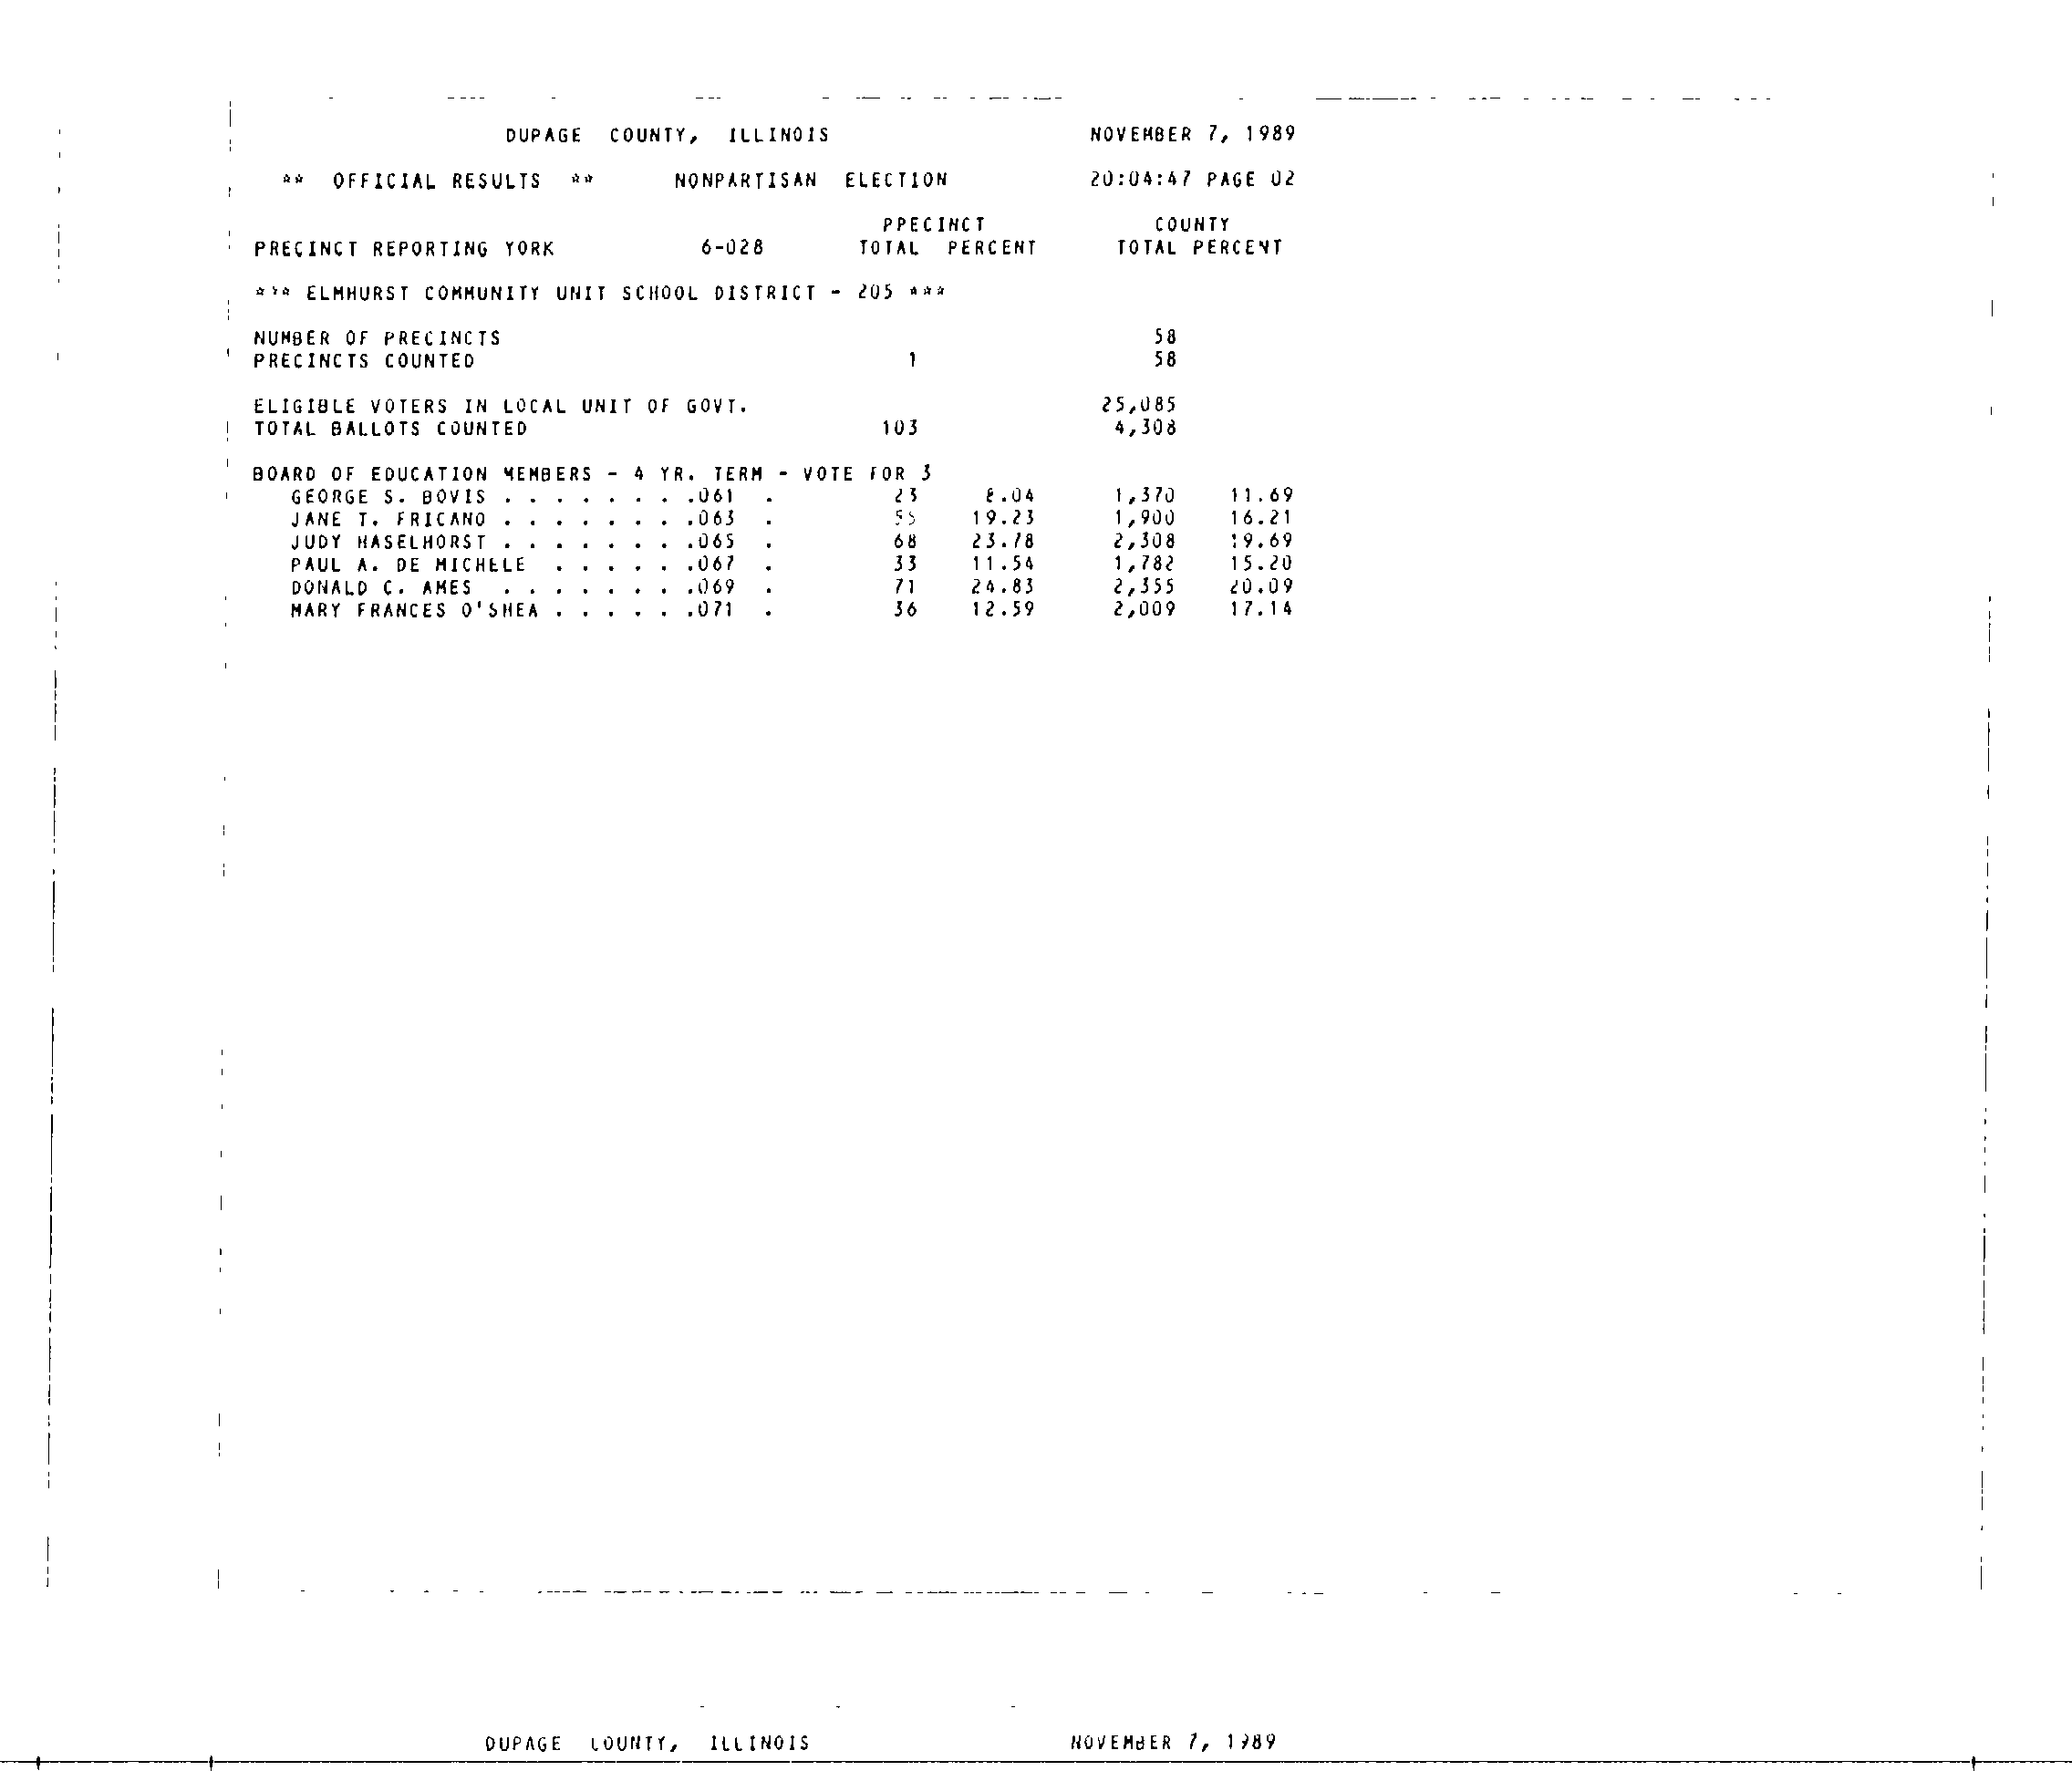 DUPAGE COUNTY, ILLINOIS NOVEMBER 7, 1989
** OFFICIAL RESULTS ** NONPARTISAN ELECTION 20:04:47 PAGE 02
PRECINCT COUNTY
PRECINCT REPORTING YORK 6-028 TOTAL PERCENT TOTAL PERCENT
*** ELMHURST COMMUNITY UNIT SCHOOL DISTRICT - 205 ***
NUMBER OF PRECINCTS 58
PRECINCTS COUNTED 1 58
ELIGIBLE VOTERS IN LOCAL UNIT OF GOVT. 25,085
TOTAL BALLOTS COUNTED 103 4,308
BOARD OF EDUCATION MEMBERS - 4 YR. TERM - VOTE FOR 3
GEORGE S. BOVIS . . . . . . . .061 . 23 8.04 1,370 11.69
JANE T. FRICANO . . . . . . . .063 . 55 19.23 1,900 16.21
JUDY HASELHORST . . . . . . . .065 . 68 23.78 2,308 19.69
PAUL A. DE MICHELE . . . . . .067 . 33 11.54 1,782 15.20
DONALD C. AMES . . . . . . . .069 . 71 24.83 2,355 20.09
MARY FRANCES O'SHEA . . . . . .071 . 36 12.59 2,009 17.14
DUPAGE COUNTY, ILLINOIS NOVEMBER 7, 1989